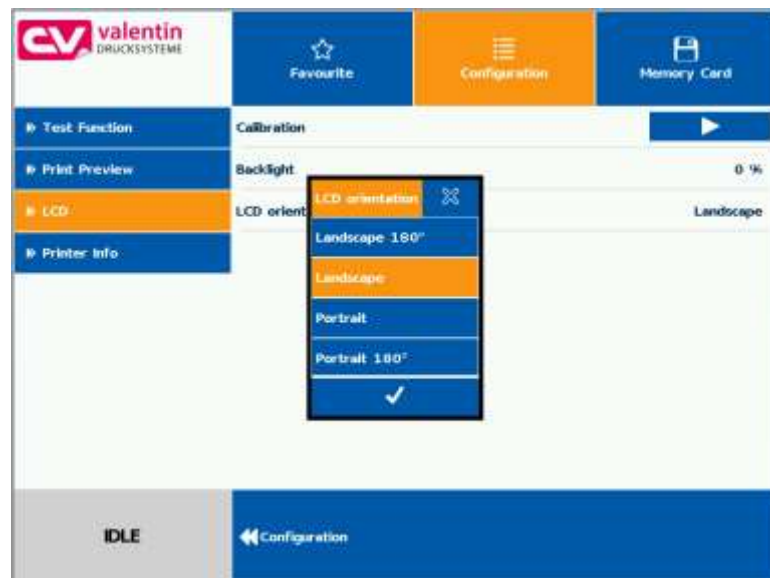 CV valentin
DRUCKSYSTEME
Favourite
Configuration
Memory Card
Test Function
Print Preview
LCD
Printer Info
Calibration
Backlight
0 %
LCD orient
Landscape
LCD orientation
Landscape 180°
Landscape
Portrait
Portrait 180°
IDLE
Configuration